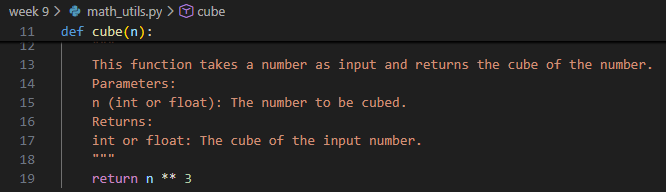 week 9 > math_utils.py > cube
11 def cube(n):
12
13 This function takes a number as input and returns the cube of the number.
14 Parameters:
15 n (int or float): The number to be cubed.
16 Returns:
17 int or float: The cube of the input number.
18 """
19 return n ** 3